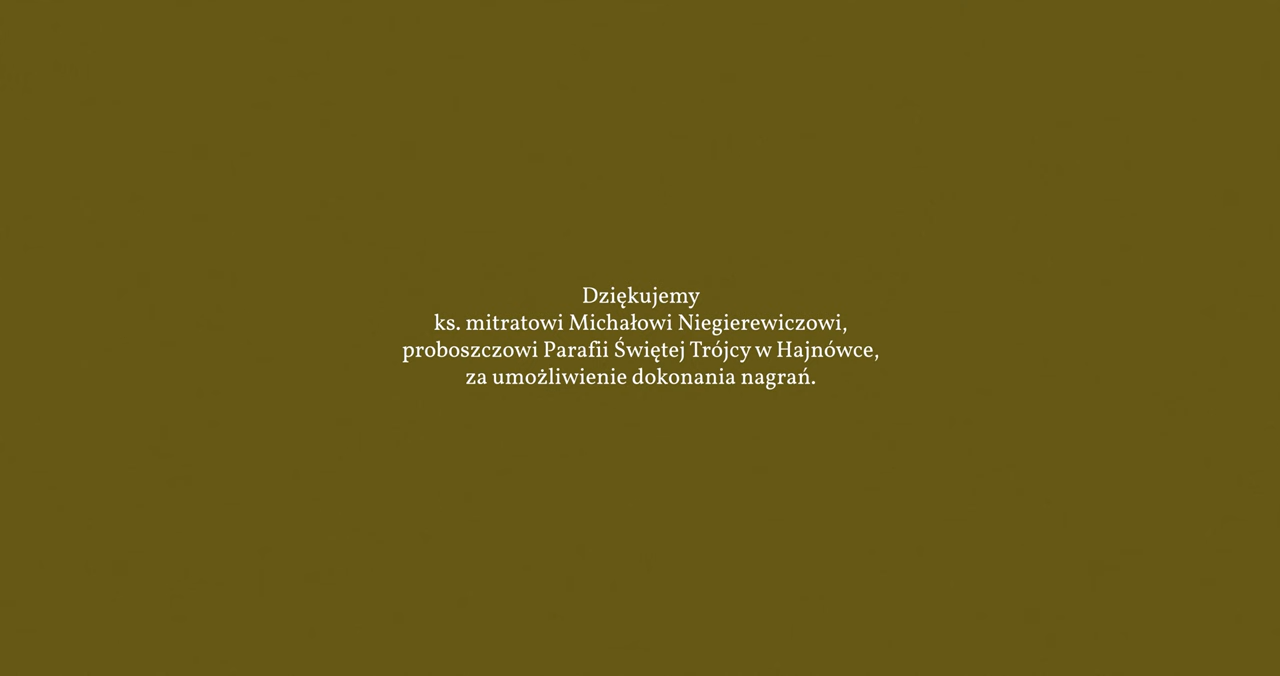 Dziękujemy
ks. mitratowi Michałowi Niegierewiczowi,
proboszczowi Parafii Świętej Trójcy w Hajnówce,
za umożliwienie dokonania nagrań.